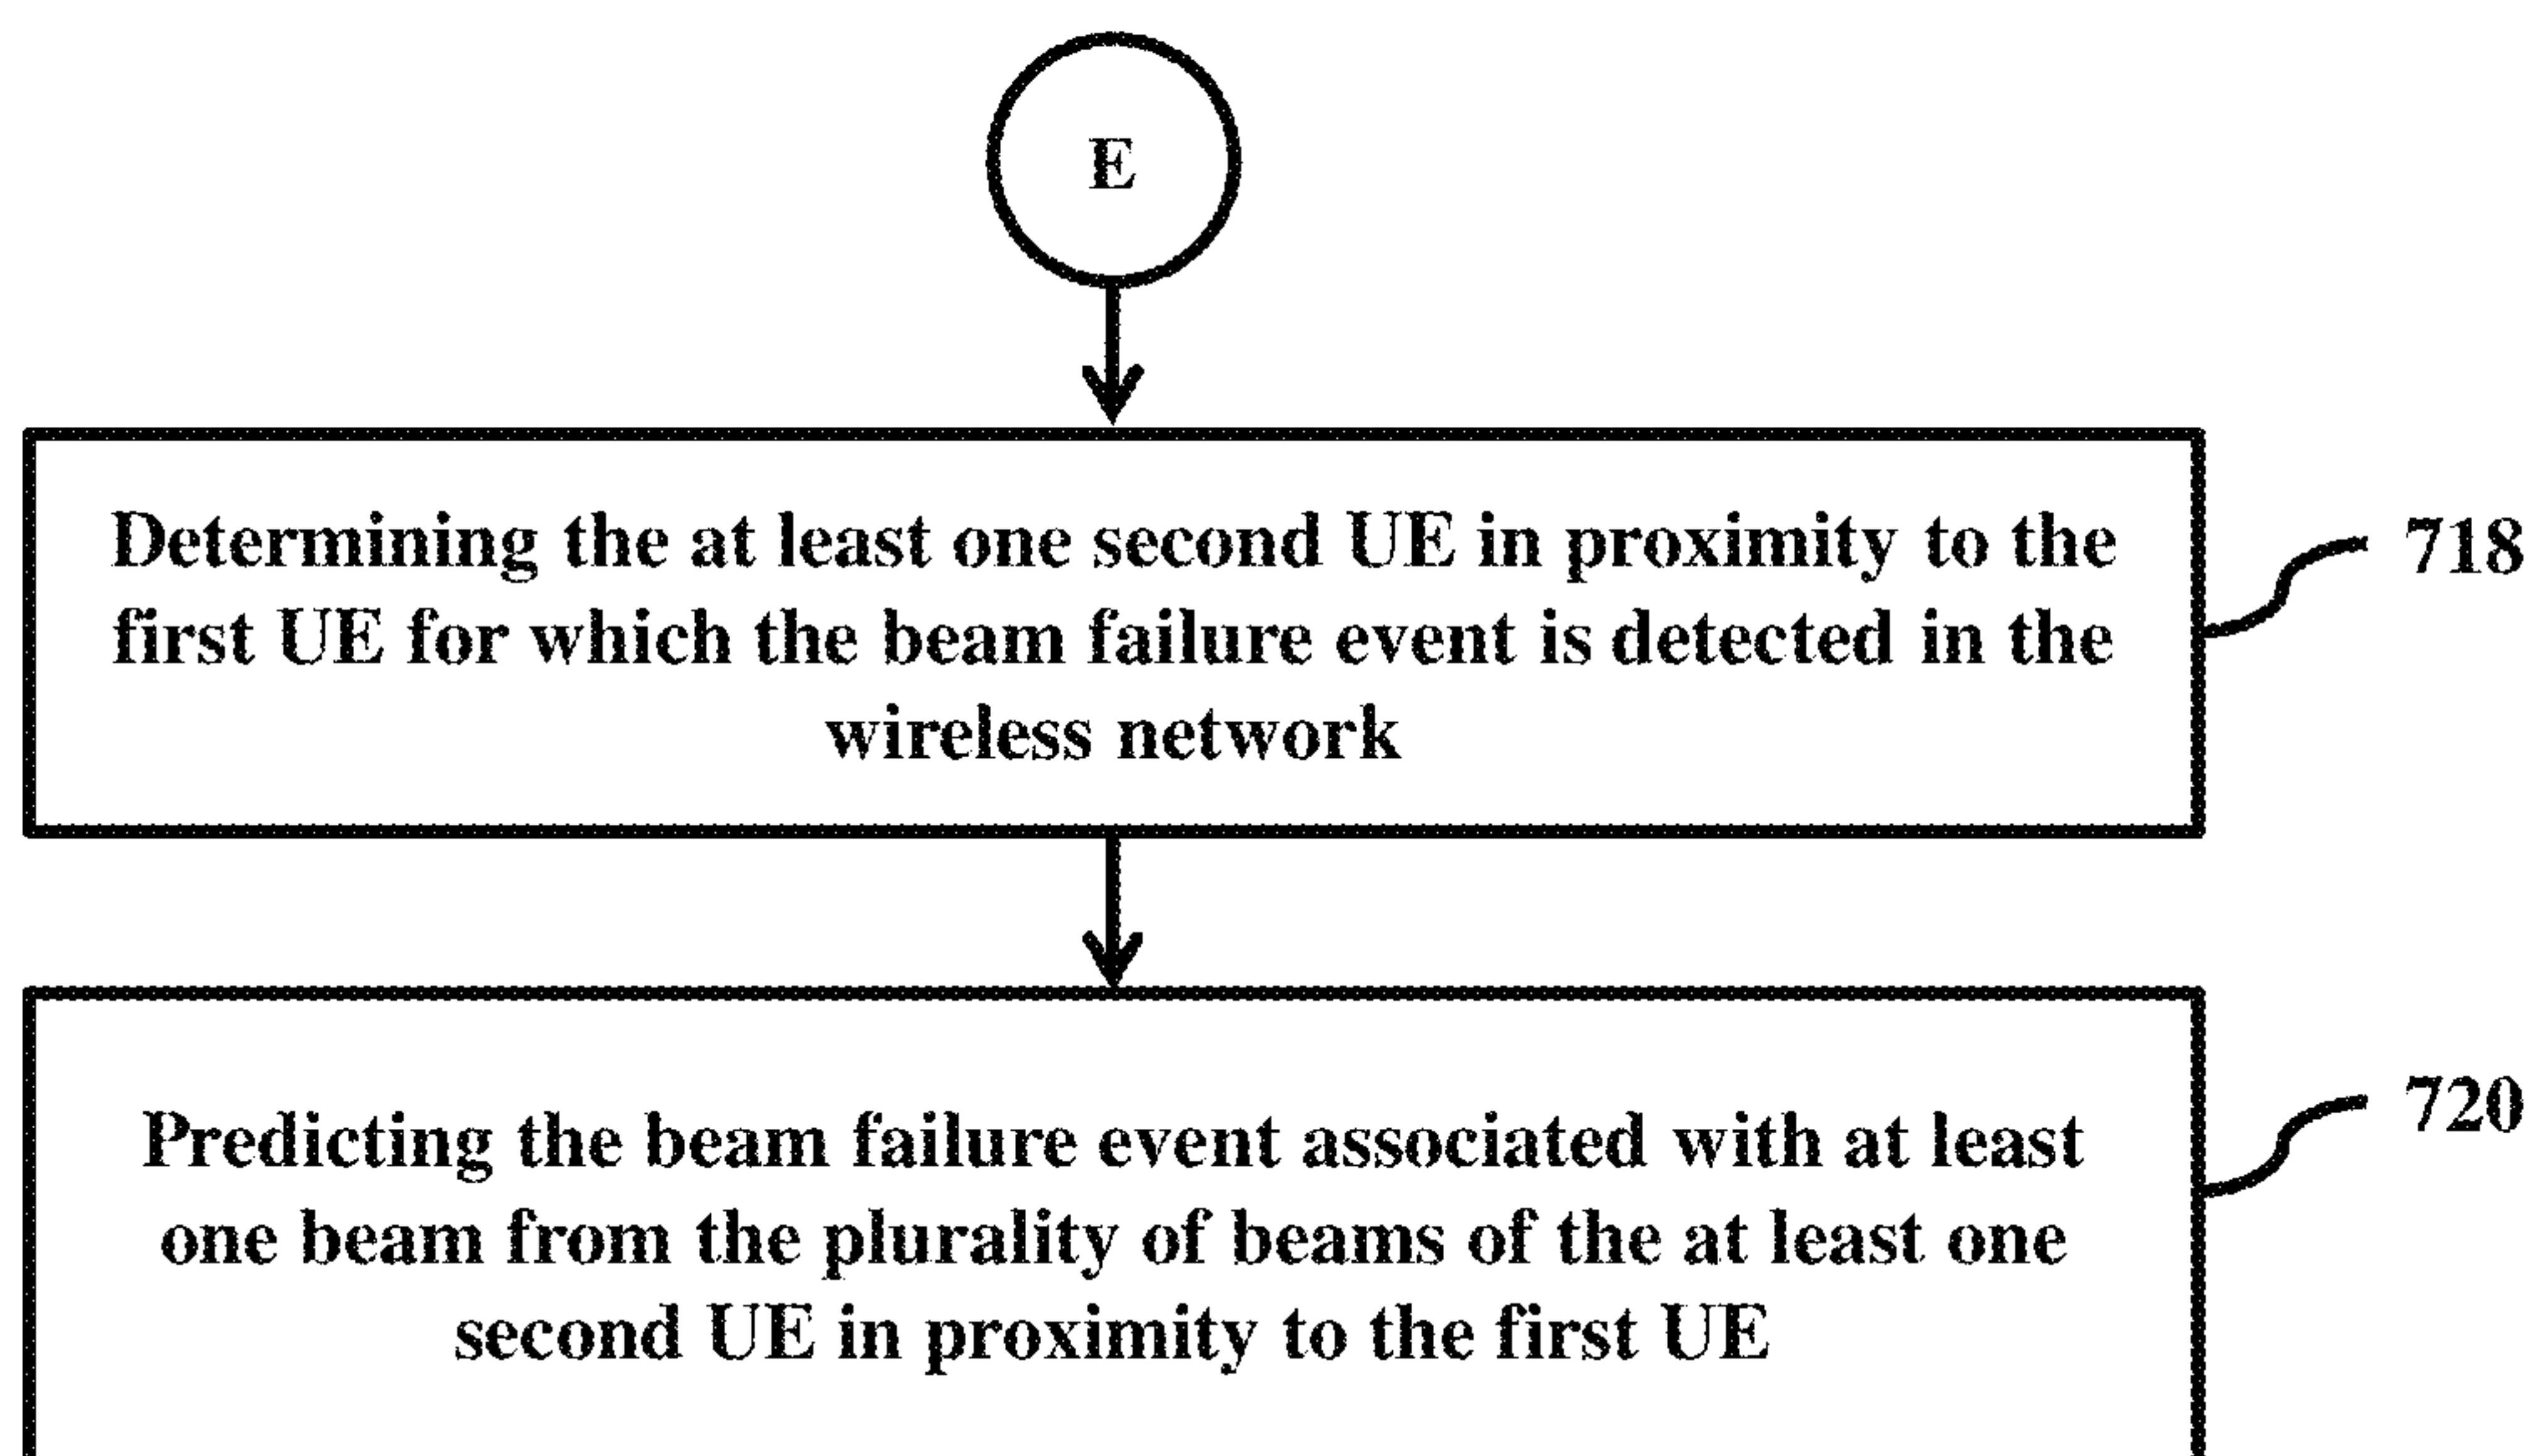 E
Determining the at least one second UE in proximity to the
first UE for which the beam failure event is detected in the
wireless network
718
Predicting the beam failure event associated with at least
one beam from the plurality of beams of the at least one
second UE in proximity to the first UE
720